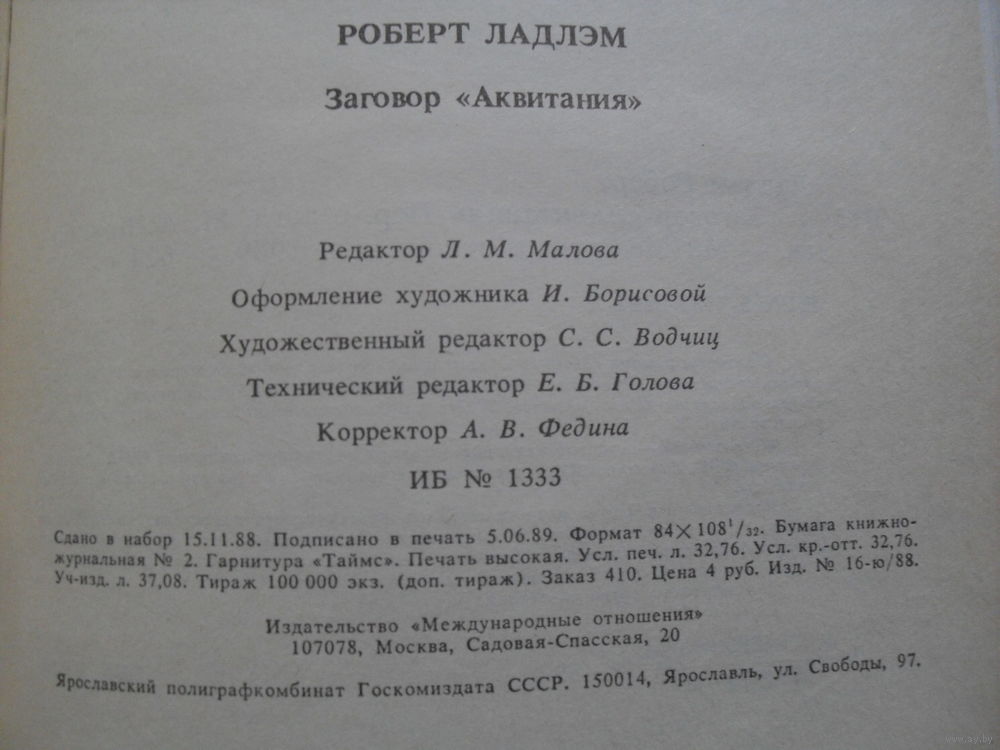 РОБЕРТ ЛАДЛЭМ
Заговор «Аквитания»
Редактор Л. М. Малова
Оформление художника И. Борисовой
Художественный редактор С. С. Водчиц
Технический редактор Е. Б. Голова
Корректор А. В. Федина
ИБ № 1333
Сдано в набор 15.11.88. Подписано в печать 5.06.89. Формат 84×108¹/₃₂. Бумага книжно-
журнальная № 2. Гарнитура «Таймс». Печать высокая. Усл. печ. л. 32,76. Усл. кр.-отт. 32,76.
Уч-изд. л. 37,08. Тираж 100 000 экз. (доп. тираж). Заказ 410. Цена 4 руб. Изд. № 16-ю/88.
Издательство «Международные отношения»
107078, Москва, Садовая-Спасская, 20
Ярославский полиграфкомбинат Госкомиздата СССР. 150014, Ярославль, ул. Свободы, 97.
www.ay.by